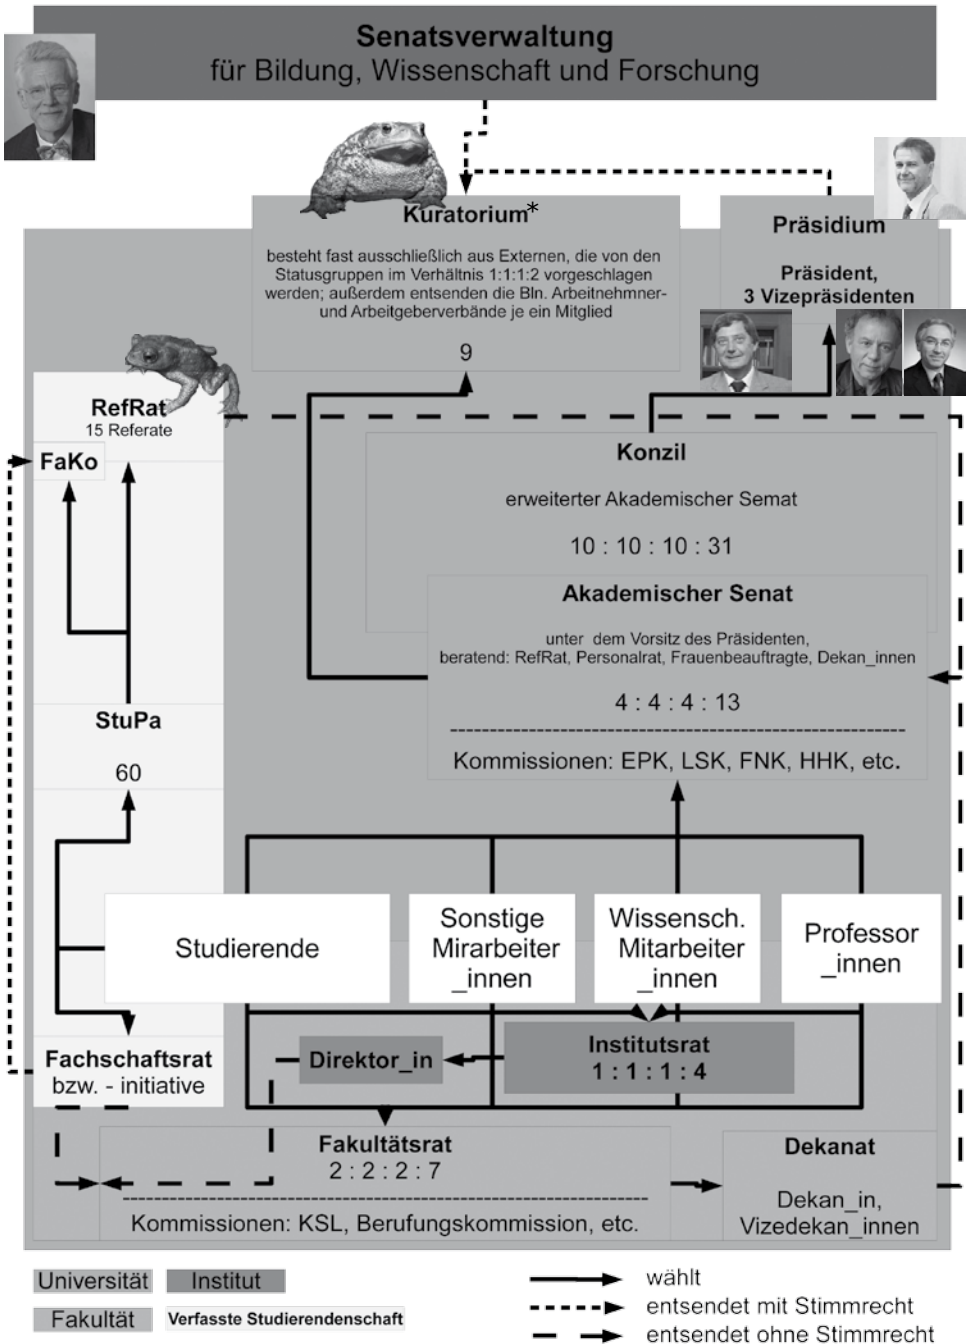 Senatsverwaltung
für Bildung, Wissenschaft und Forschung
Kuratorium*
besteht fast ausschließlich aus Externen, die von den
Statusgruppen im Verhältnis 1:1:1:2 vorgeschlagen
werden; außerdem entsenden die Bln. Arbeitnehmner-
und Arbeitgeberverbände je ein Mitglied
9
Präsidium
Präsident,
3 Vizepräsidenten
RefRat
15 Referate
FaKo
Konzil
erweiterter Akademischer Semat
10 : 10 : 10 : 31
Akademischer Senat
unter dem Vorsitz des Präsidenten,
beratend: RefRat, Personalrat, Frauenbeauftragte, Dekan_innen
4 : 4 : 4 : 13
Kommissionen: EPK, LSK, FNK, HHK, etc.
StuPa
60
Studierende
Sonstige
Mirarbeiter
_innen
Wissensch.
Mitarbeiter
_innen
Professor
_innen
Fachschaftsrat
bzw. - initiative
Direktor_in
Institutsrat
1 : 1 : 1 : 4
Fakultätsrat
2 : 2 : 2 : 7
Kommissionen: KSL, Berufungskommission, etc.
Dekanat
Dekan_in,
Vizedekan_innen
Universität
Institut
Fakultät
Verfasste Studierendenschaft
wählt
entsendet mit Stimmrecht
entsendet ohne Stimmrecht